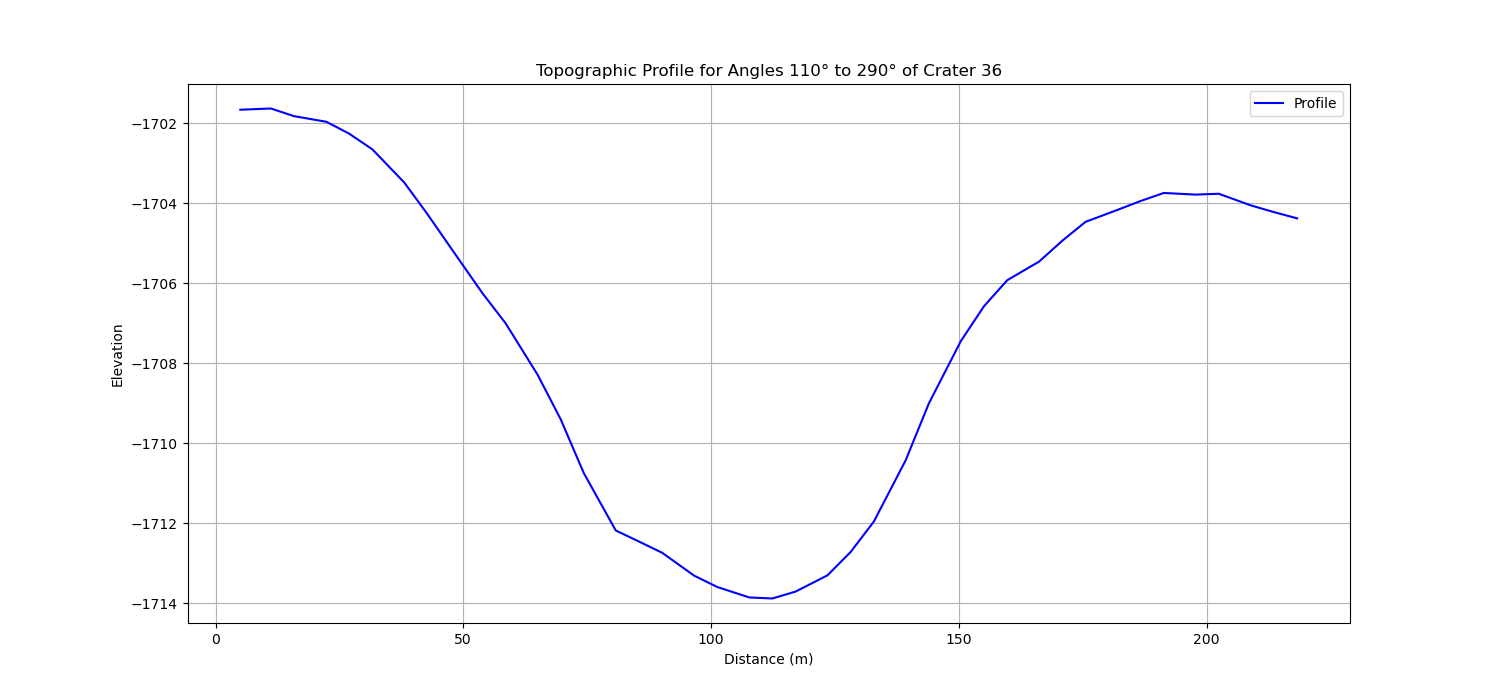 Topographic Profile for Angles 110° to 290° of Crater 36
Profile
−1702
−1704
−1706
−1708
−1710
−1712
−1714
Elevation
0 50 100 150 200
Distance (m)